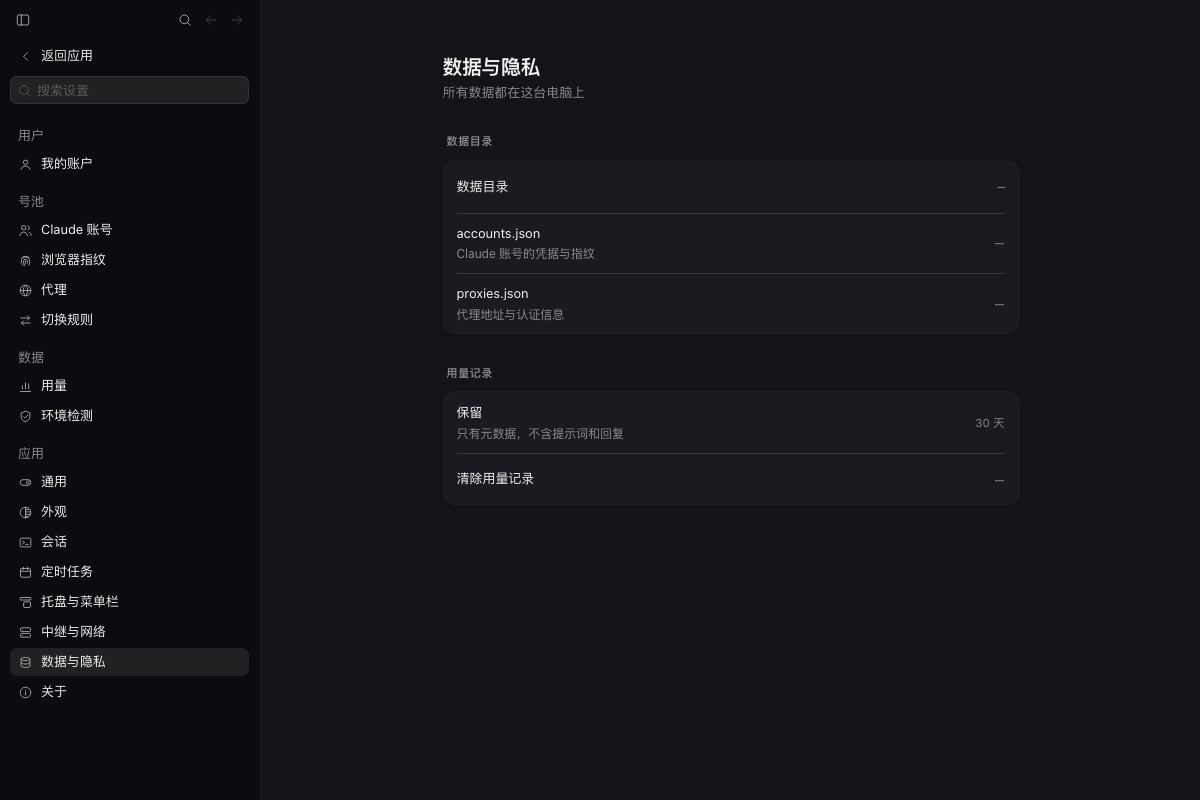 返回应用
搜索设置
用户
我的账户
号池
Claude 账号
浏览器指纹
代理
切换规则
数据
用量
环境检测
应用
通用
外观
会话
定时任务
托盘与菜单栏
中继与网络
数据与隐私
关于
数据与隐私
所有数据都在这台电脑上
数据目录
数据目录 —
accounts.json
Claude 账号的凭据与指纹 —
proxies.json
代理地址与认证信息 —
用量记录
保留
只有元数据，不含提示词和回复
30 天
清除用量记录 —